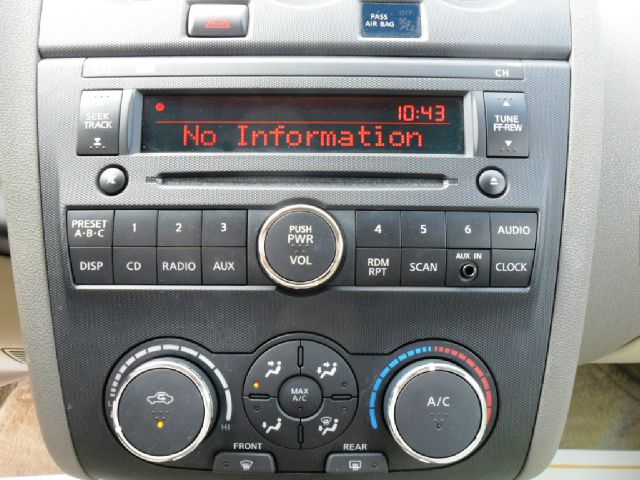 PASS
AIR BAG
OFF
CH
SEEK
TRACK
10:43
No Information
TUNE
FF·REW
PRESET
A·B·C
1
2
3
PUSH
PWR
VOL
4
5
6
AUDIO
DISP
CD
RADIO
AUX
RDM
RPT
SCAN
AUX IN
CLOCK
MAX
A/C
A/C
HI
FRONT
REAR